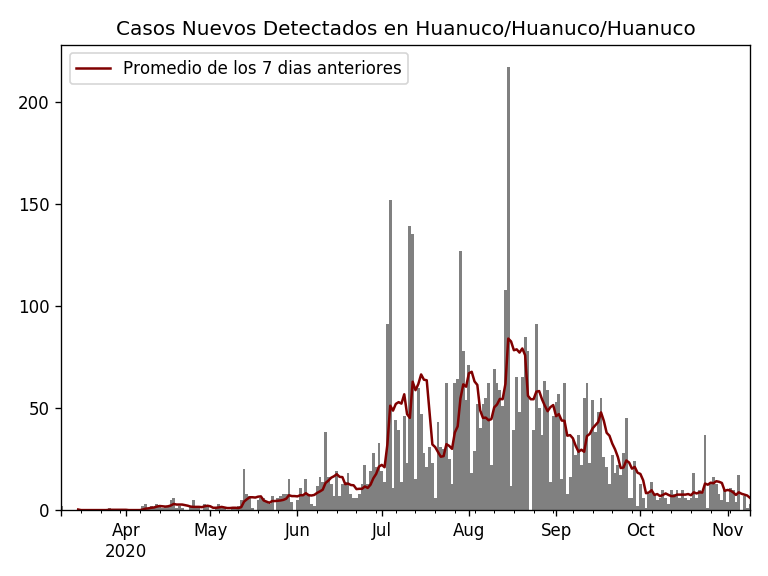 Casos Nuevos Detectados en Huanuco/Huanuco/Huanuco
Promedio de los 7 dias anteriores
200
150
100
50
0
Apr May Jun Jul Aug Sep Oct Nov
2020